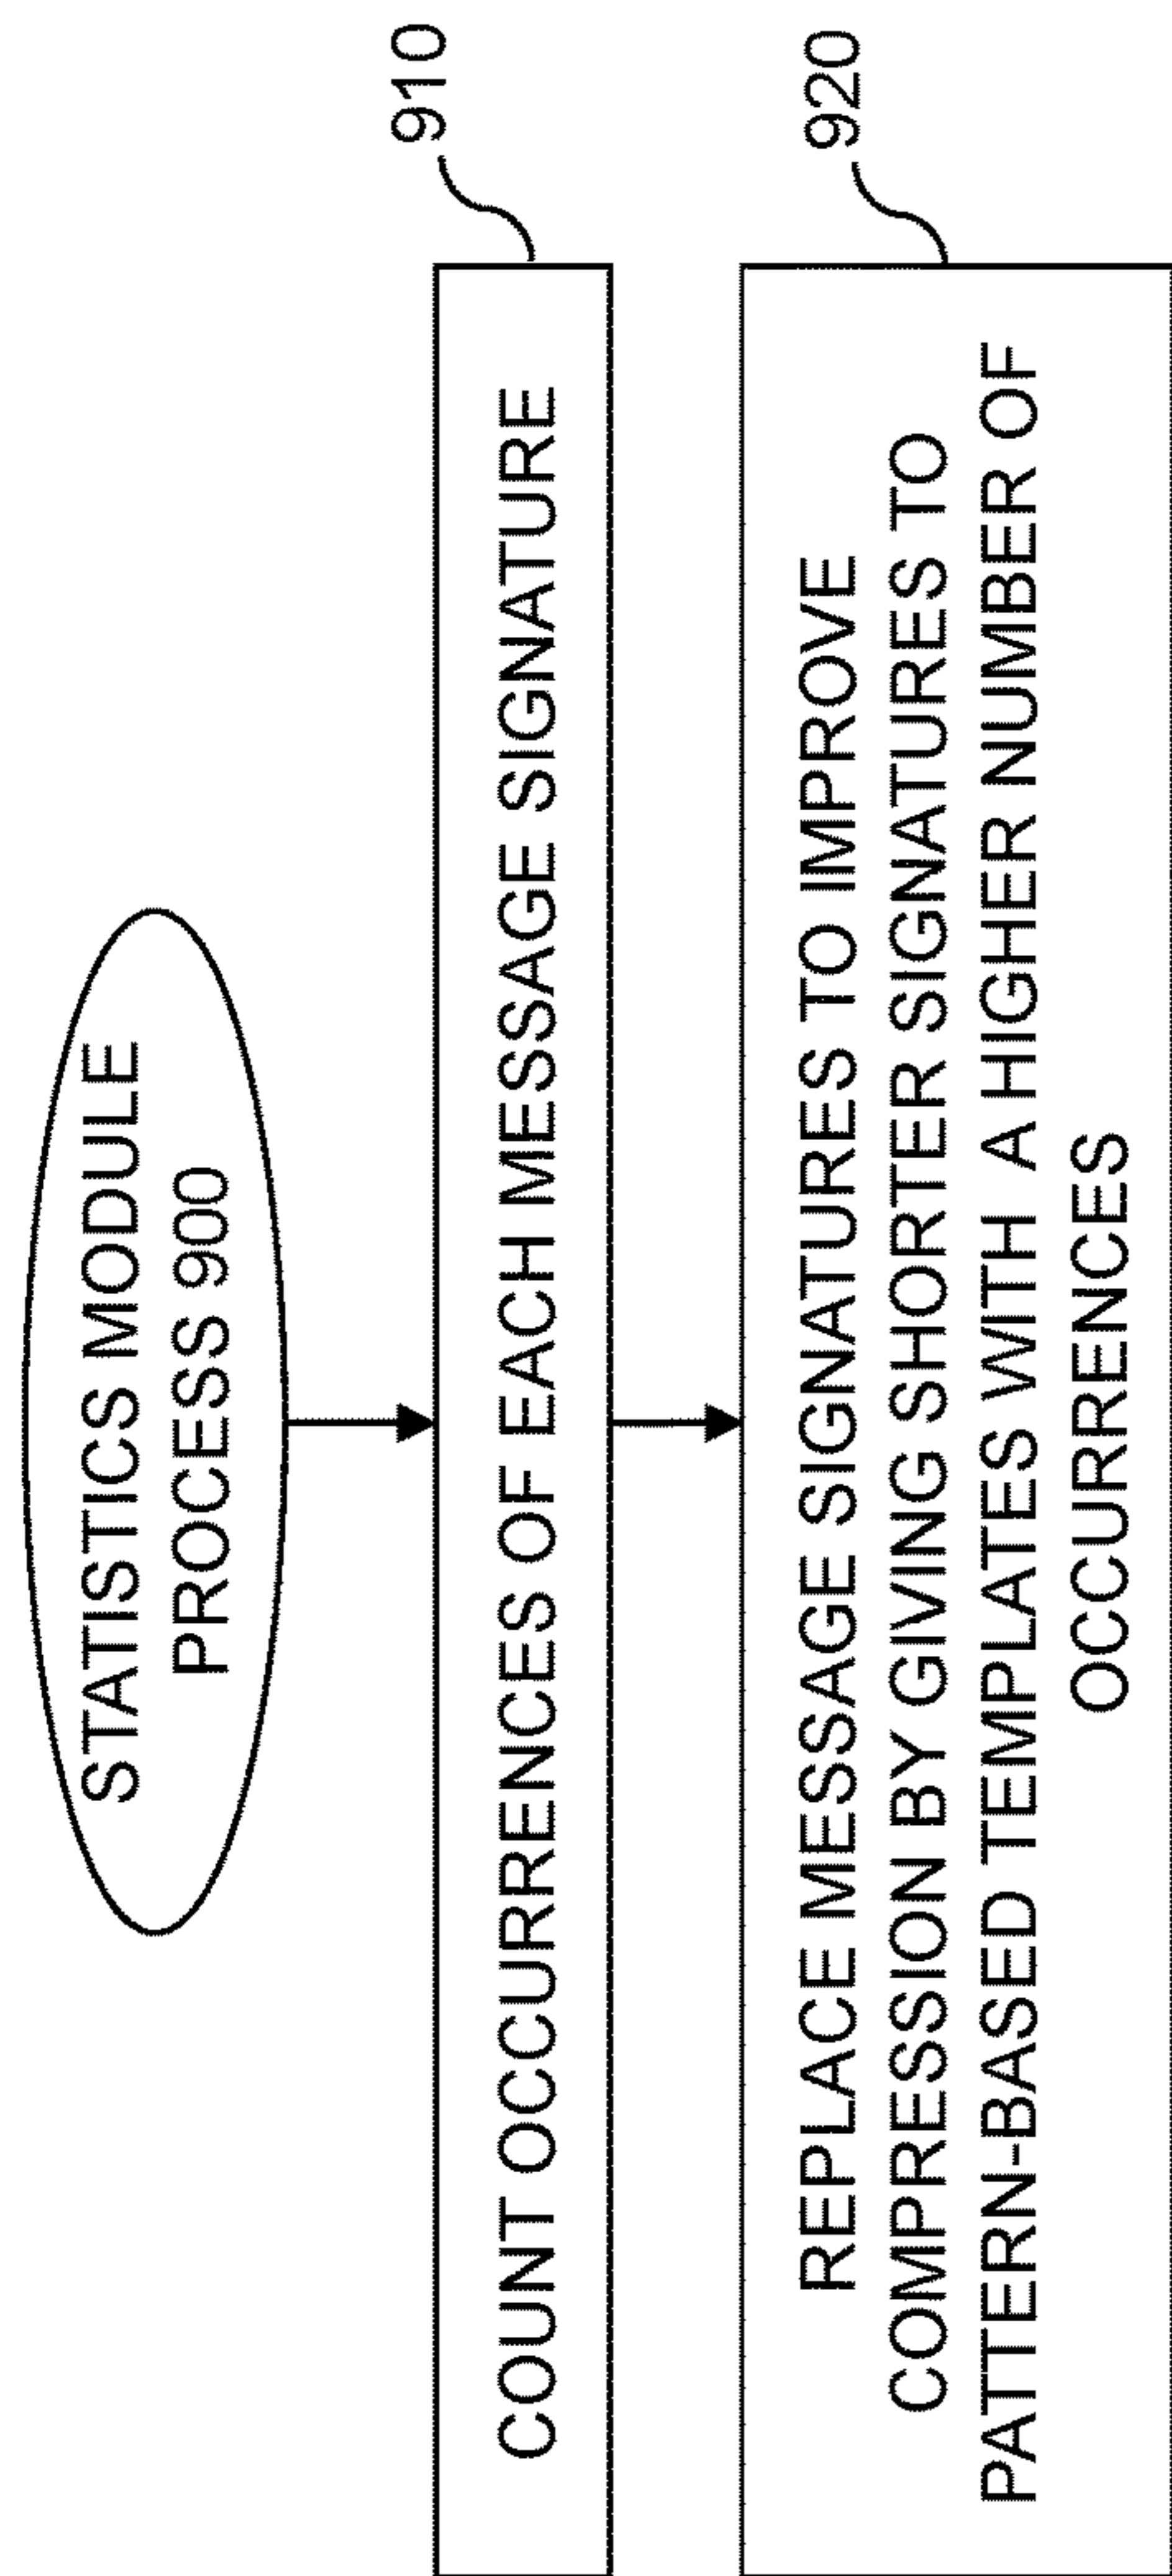 STATISTICS MODULE
PROCESS 900
910
COUNT OCCURRENCES OF EACH MESSAGE SIGNATURE
920
REPLACE MESSAGE SIGNATURES TO IMPROVE
COMPRESSION BY GIVING SHORTER SIGNATURES TO
PATTERN-BASED TEMPLATES WITH A HIGHER NUMBER OF
OCCURRENCES